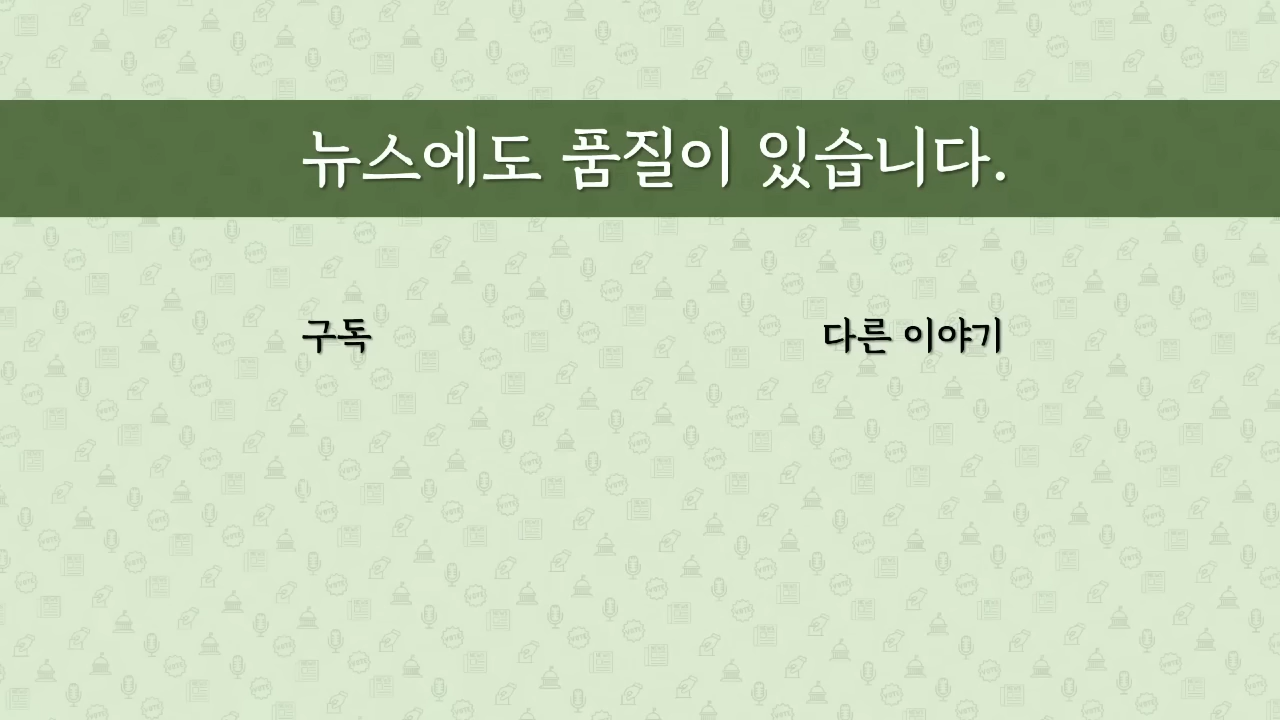 뉴스에도 품질이 있습니다.
구독
다른 이야기